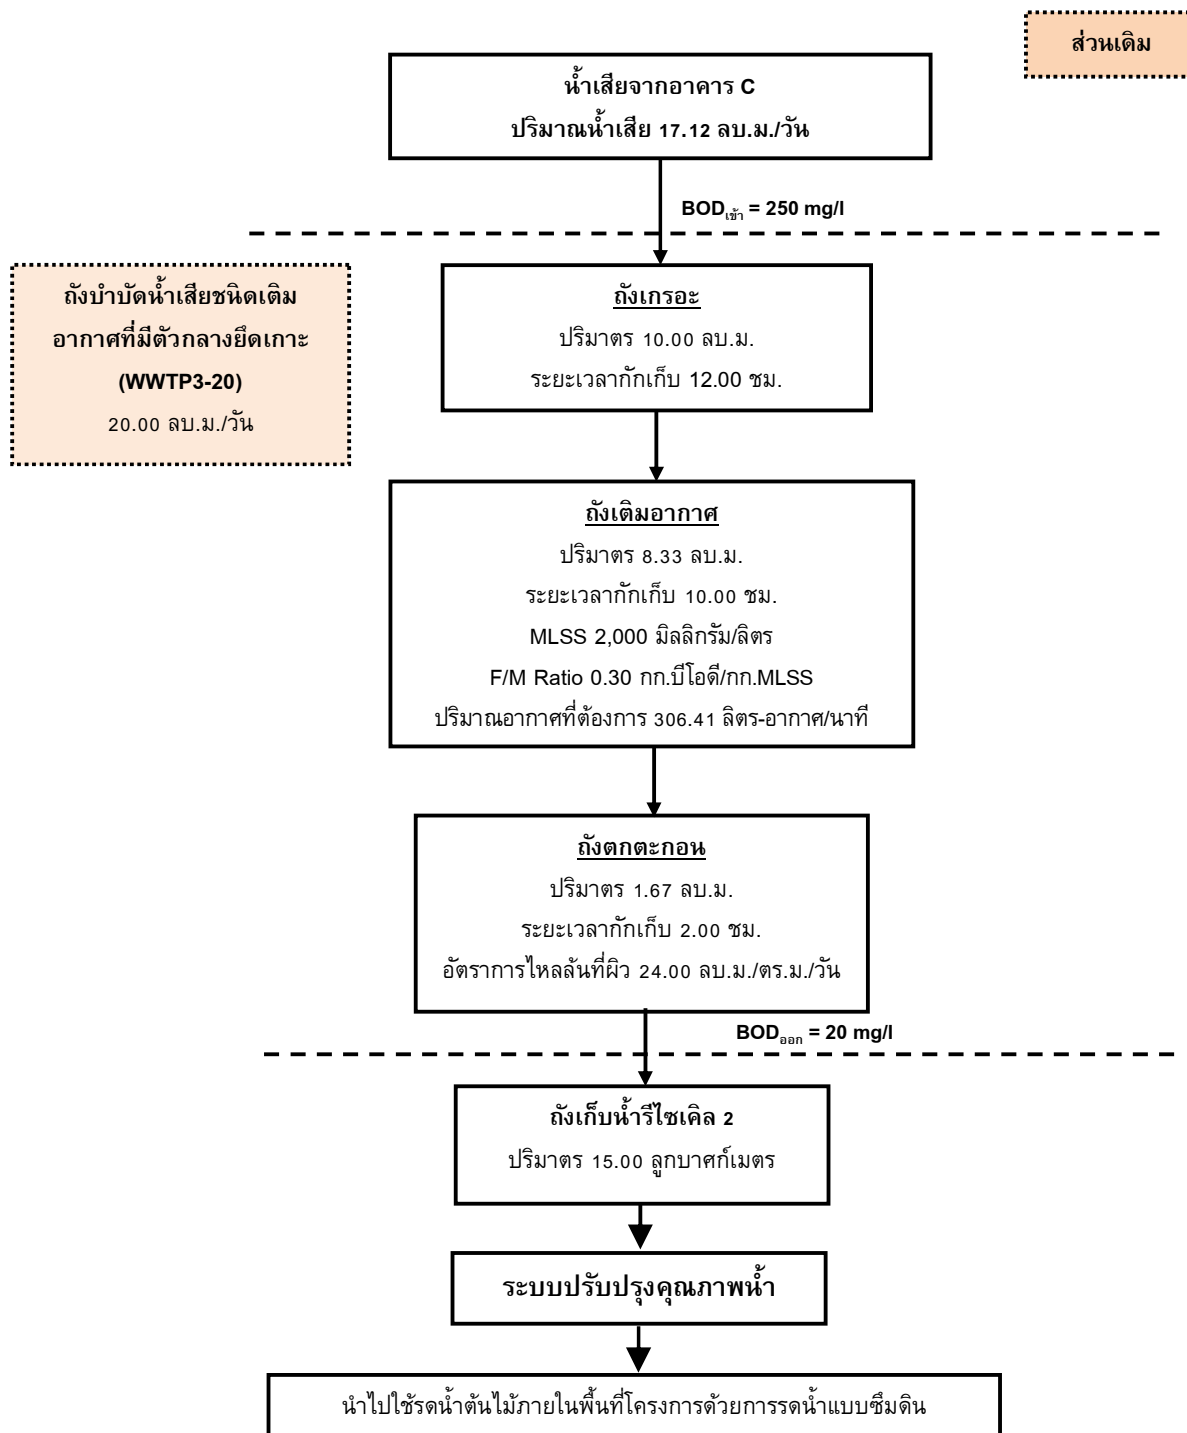 ส่วนเดิม
น้ำเสียจากอาคาร C
ปริมาณน้ำเสีย 17.12 ลบ.ม./วัน
BODเข้า = 250 mg/l
ถังบำบัดน้ำเสียชนิดเติม
อากาศที่มีตัวกลางยึดเกาะ
(WWTP3-20)
20.00 ลบ.ม./วัน
ถังเกรอะ
ปริมาตร 10.00 ลบ.ม.
ระยะเวลากักเก็บ 12.00 ชม.
ถังเติมอากาศ
ปริมาตร 8.33 ลบ.ม.
ระยะเวลากักเก็บ 10.00 ชม.
MLSS 2,000 มิลลิกรัม/ลิตร
F/M Ratio 0.30 กก.บีโอดี/กก.MLSS
ปริมาณอากาศที่ต้องการ 306.41 ลิตร-อากาศ/นาที
ถังตกตะกอน
ปริมาตร 1.67 ลบ.ม.
ระยะเวลากักเก็บ 2.00 ชม.
อัตราการไหลล้นที่ผิว 24.00 ลบ.ม./ตร.ม./วัน
BODออก = 20 mg/l
ถังเก็บน้ำรีไซเคิล 2
ปริมาตร 15.00 ลูกบาศก์เมตร
ระบบปรับปรุงคุณภาพน้ำ
นำไปใช้รดน้ำต้นไม้ภายในพื้นที่โครงการด้วยการรดน้ำแบบซึมดิน